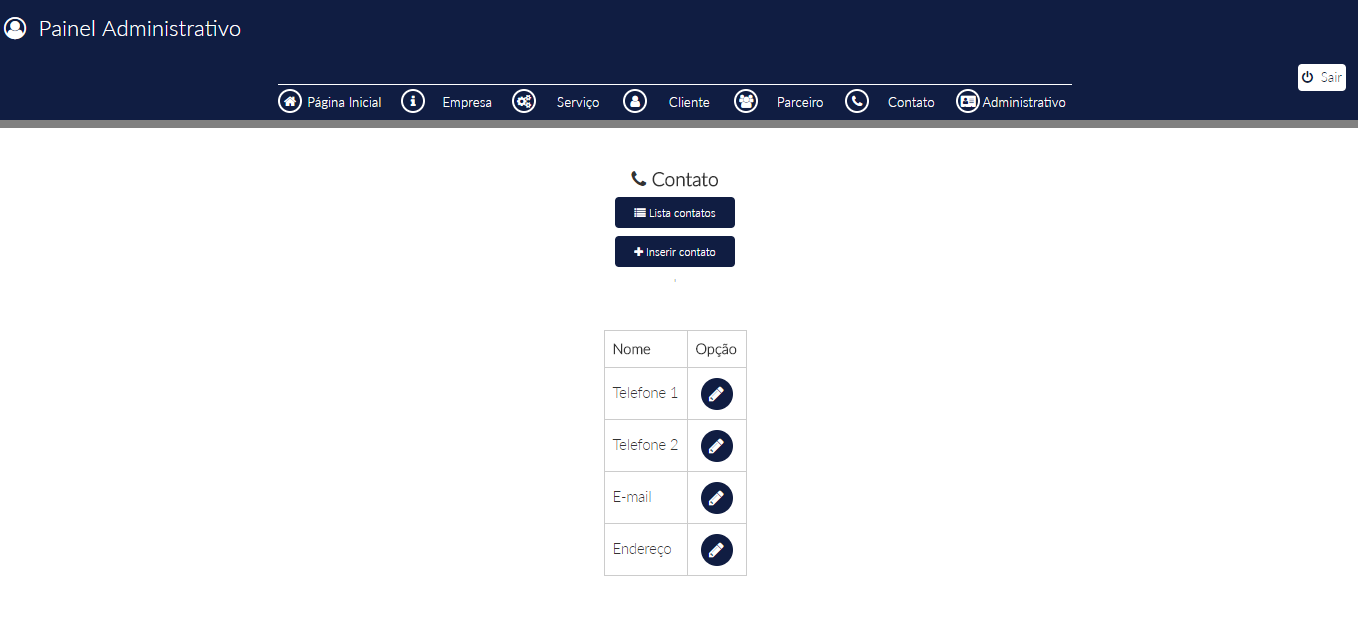 Painel Administrativo
Sair
Página Inicial Empresa Serviço Cliente Parceiro Contato Administrativo
Contato
Lista contatos
Inserir contato
Nome Opção
Telefone 1
Telefone 2
E-mail
Endereço